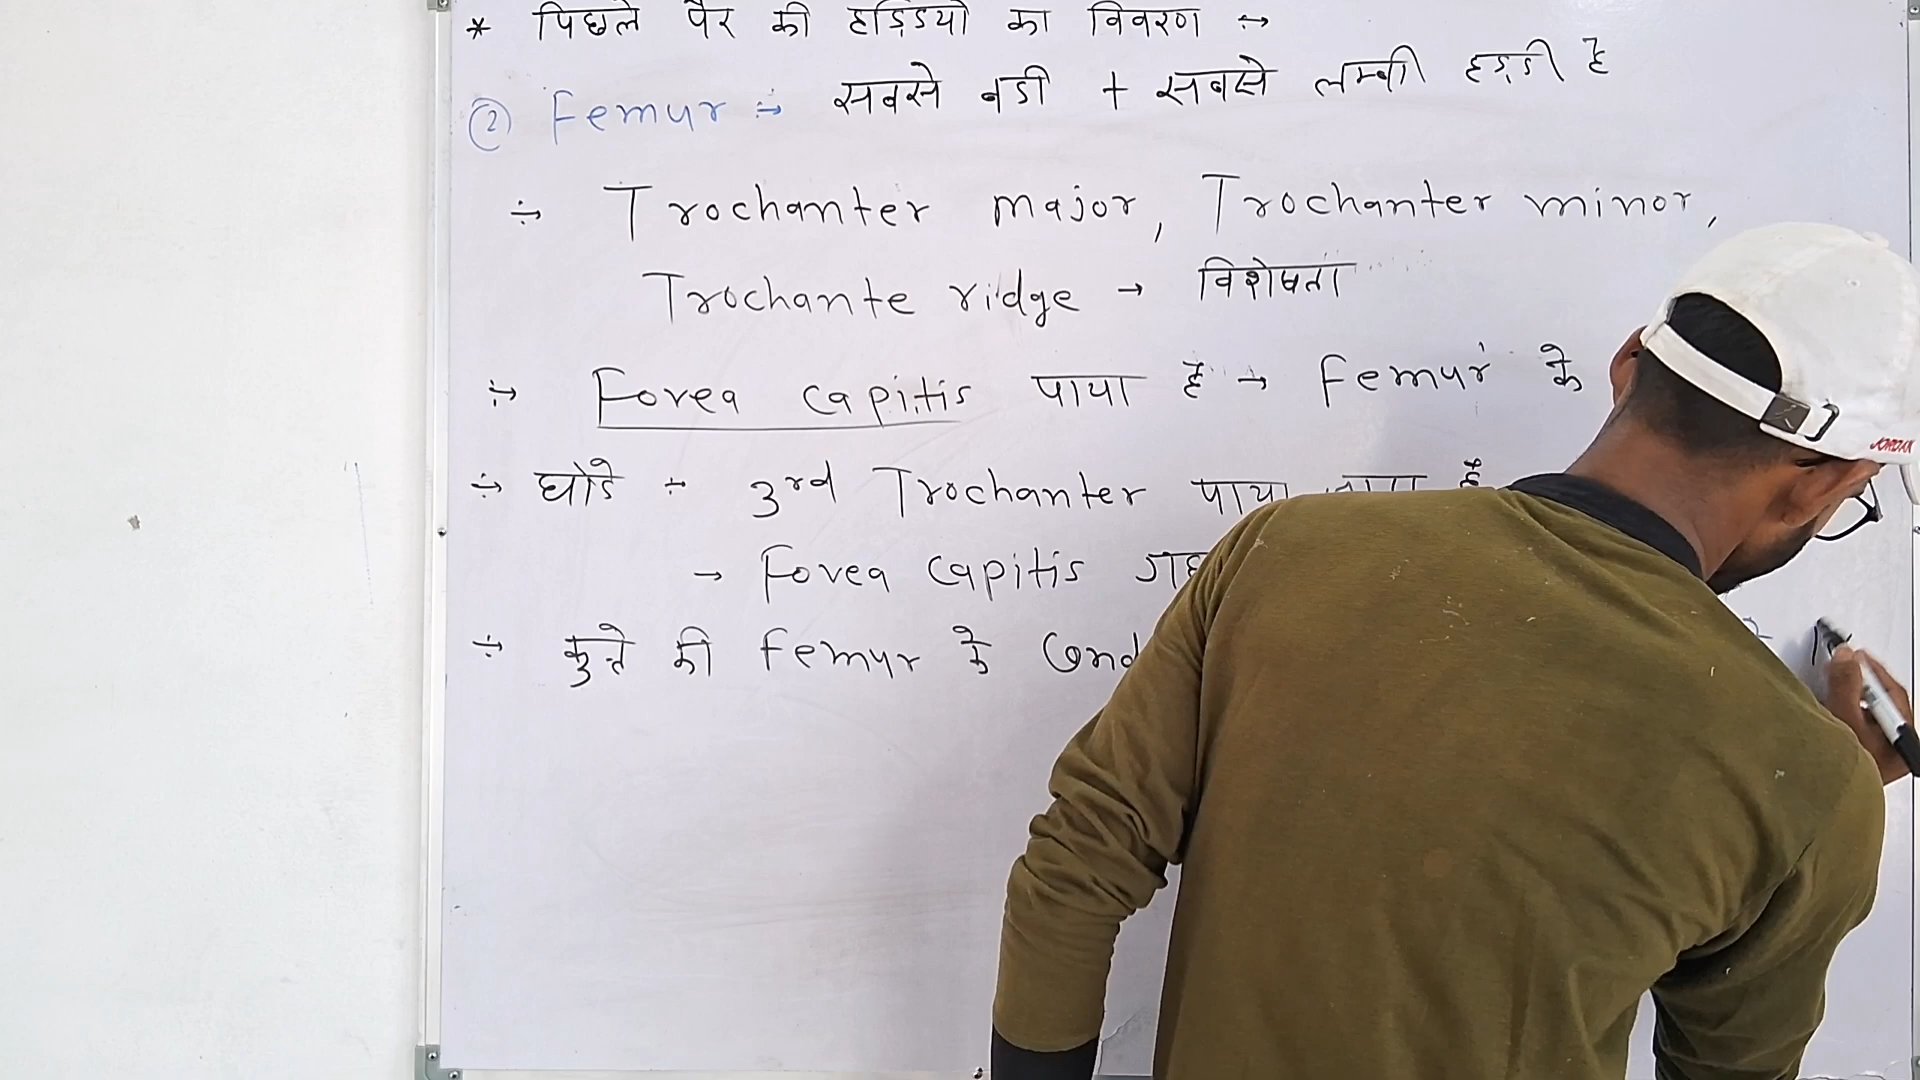 * पिछले पैर की हड्डियों का विवरण ÷→
② Femur ÷→ सबसे बडी + सबसे लम्बी हड्डी है
÷ Trochanter major, Trochanter minor,
Trochante ridge → विशेषता
÷→ Fovea capitis पाया है → Femur के
÷ घोडे ÷ 3rd Trochanter पाया जाता है
→ Fovea capitis
÷ कुत्ते की Femur के
JORDAN